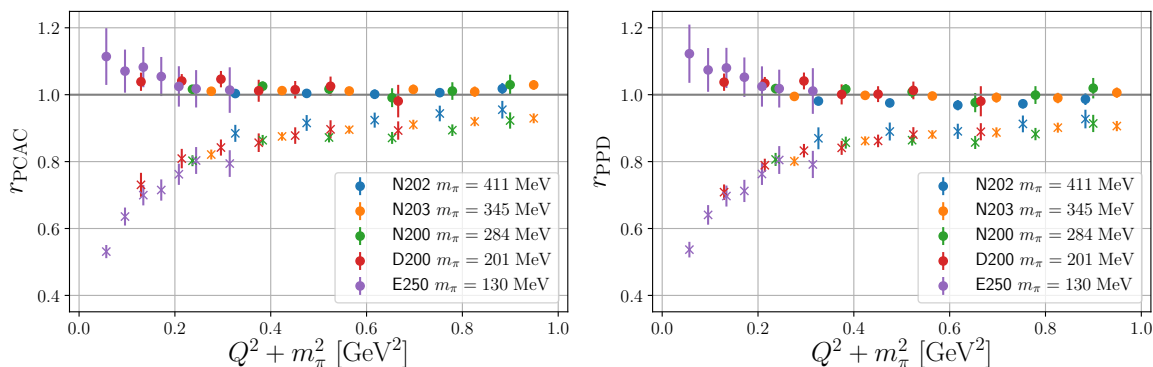 1.2
1.0
0.8
0.6
0.4
r_PCAC
N202 m_π = 411 MeV
N203 m_π = 345 MeV
N200 m_π = 284 MeV
D200 m_π = 201 MeV
E250 m_π = 130 MeV
0.0 0.2 0.4 0.6 0.8 1.0
Q² + m_π² [GeV²]
1.2
1.0
0.8
0.6
0.4
r_PPD
N202 m_π = 411 MeV
N203 m_π = 345 MeV
N200 m_π = 284 MeV
D200 m_π = 201 MeV
E250 m_π = 130 MeV
0.0 0.2 0.4 0.6 0.8 1.0
Q² + m_π² [GeV²]